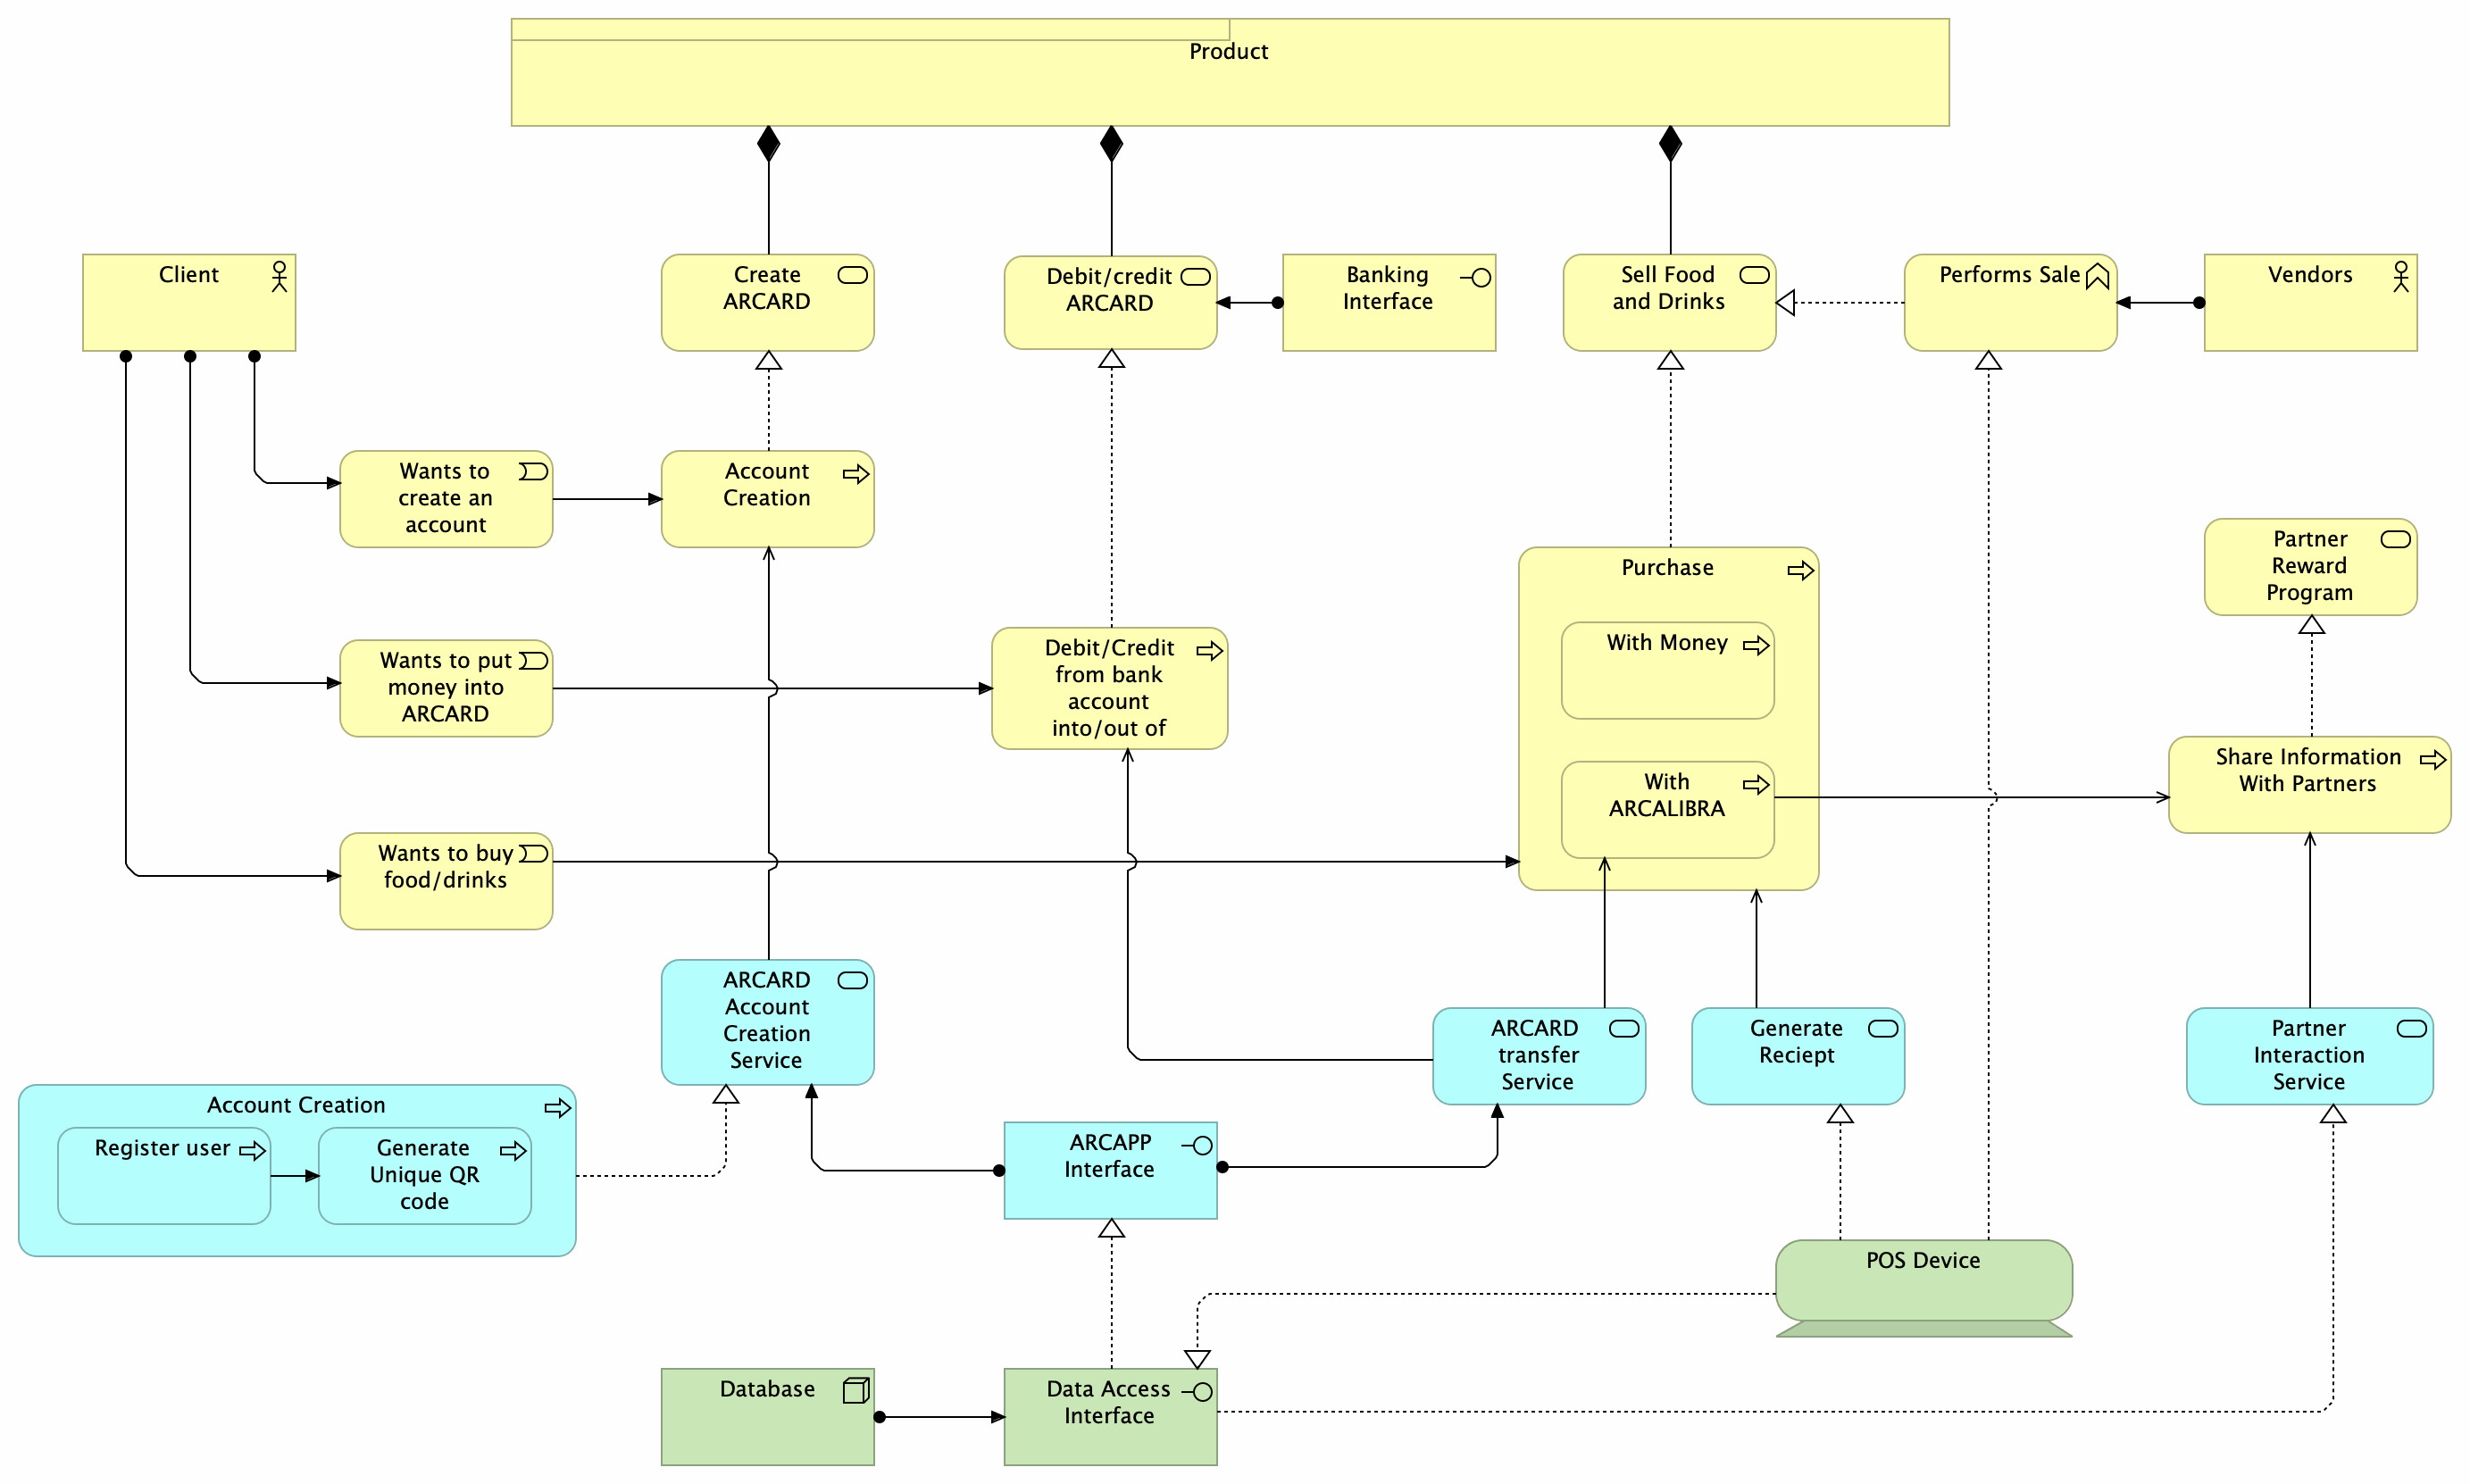 Product
Client
Create
ARCARD
Debit/credit
ARCARD
Banking
Interface
Sell Food
and Drinks
Performs Sale
Vendors
Wants to
create an
account
Account
Creation
Partner
Reward
Program
Purchase
With Money
Wants to put
money into
ARCARD
Debit/Credit
from bank
account
into/out of
With
ARCALIBRA
Share Information
With Partners
Wants to buy
food/drinks
ARCARD
Account
Creation
Service
ARCARD
transfer
Service
Generate
Reciept
Partner
Interaction
Service
Account Creation
Register user
Generate
Unique QR
code
ARCAPP
Interface
POS Device
Database
Data Access
Interface